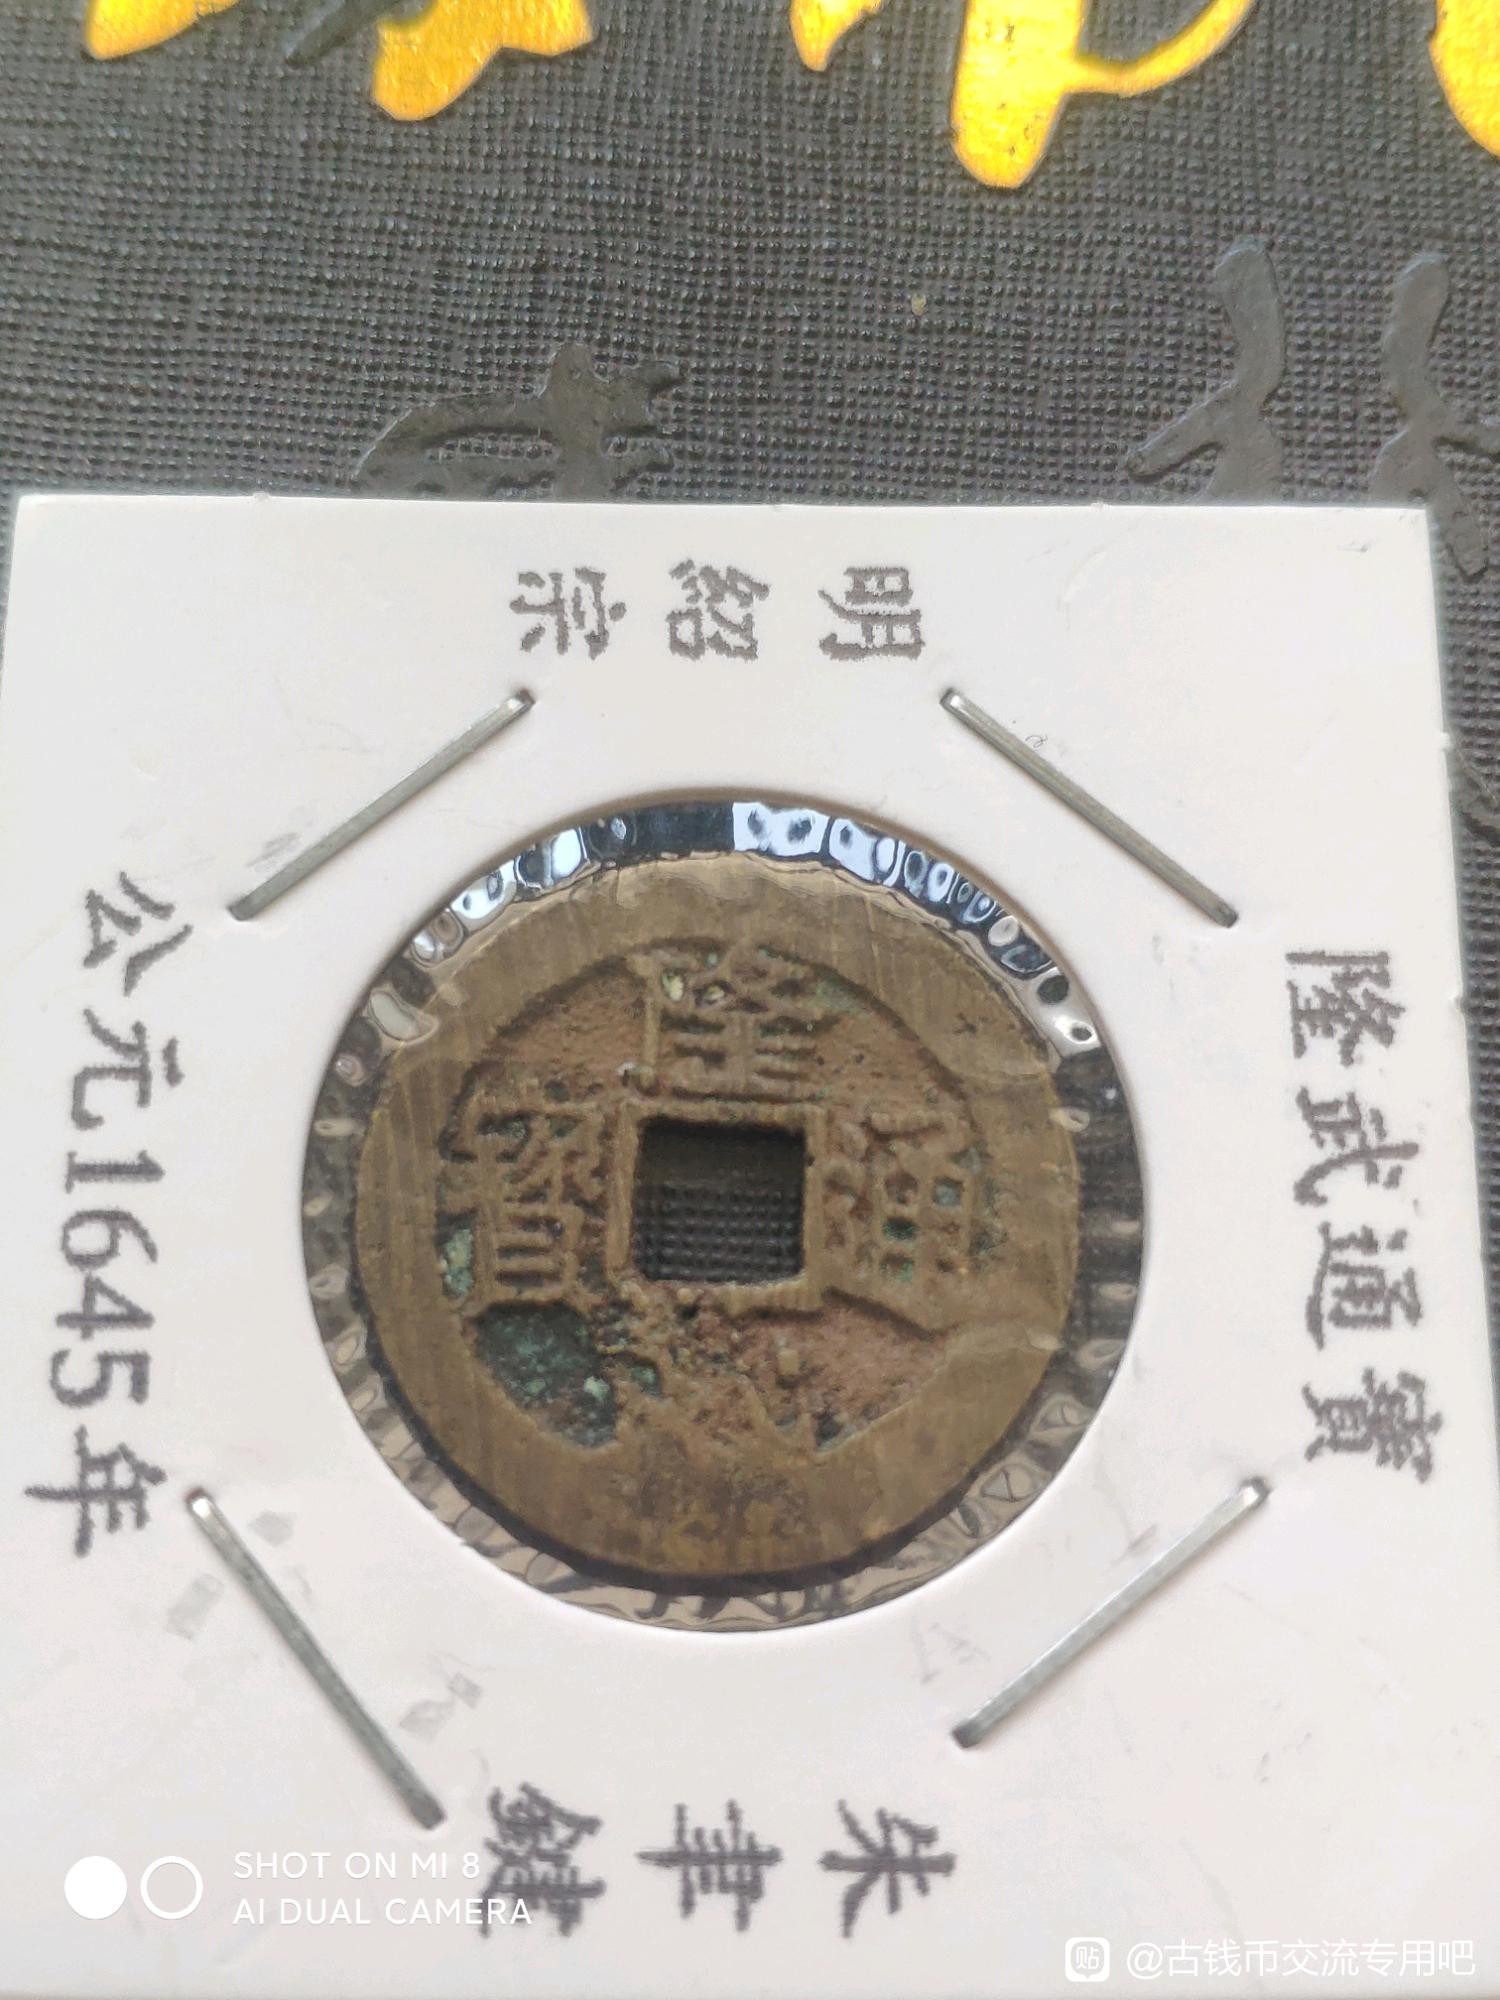 明紹宗
隆武通寶
朱聿鍵
公元1645年
隆
通
寶
SHOT ON MI 8
AI DUAL CAMERA
贴 @古钱币交流专用吧